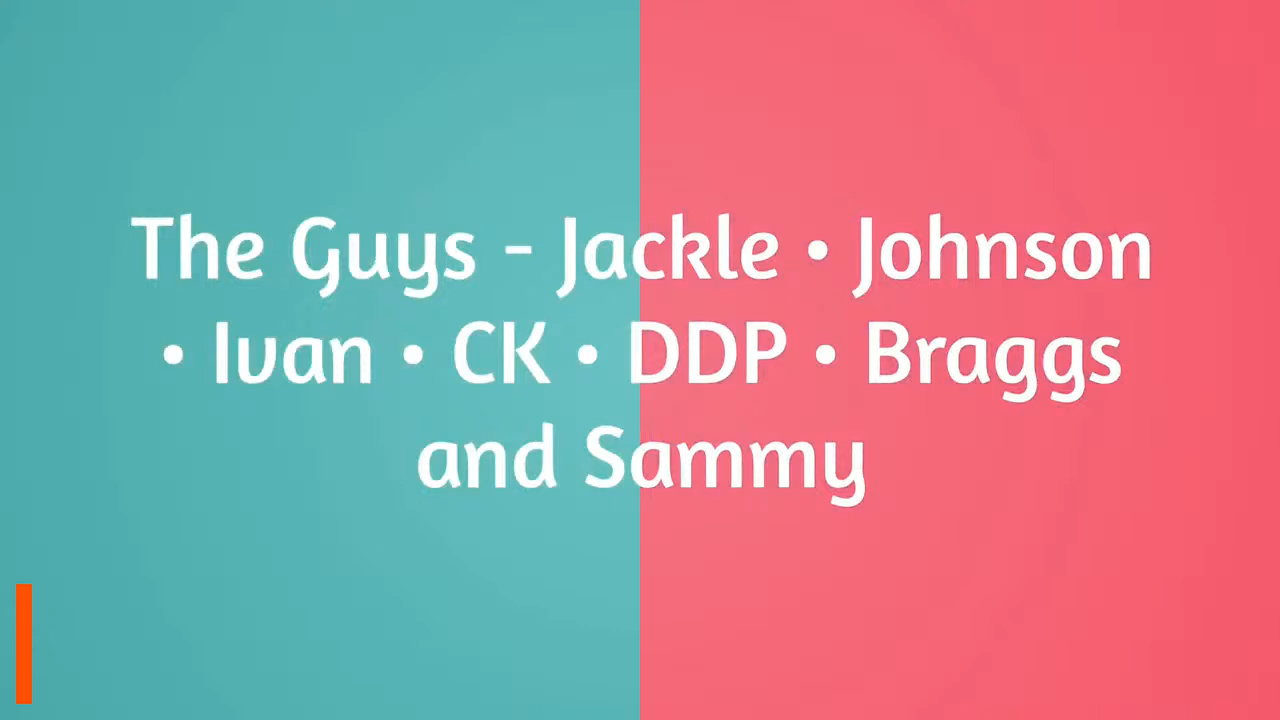 The Guys - Jackle • Johnson
• Ivan • CK • DDP • Braggs
and Sammy